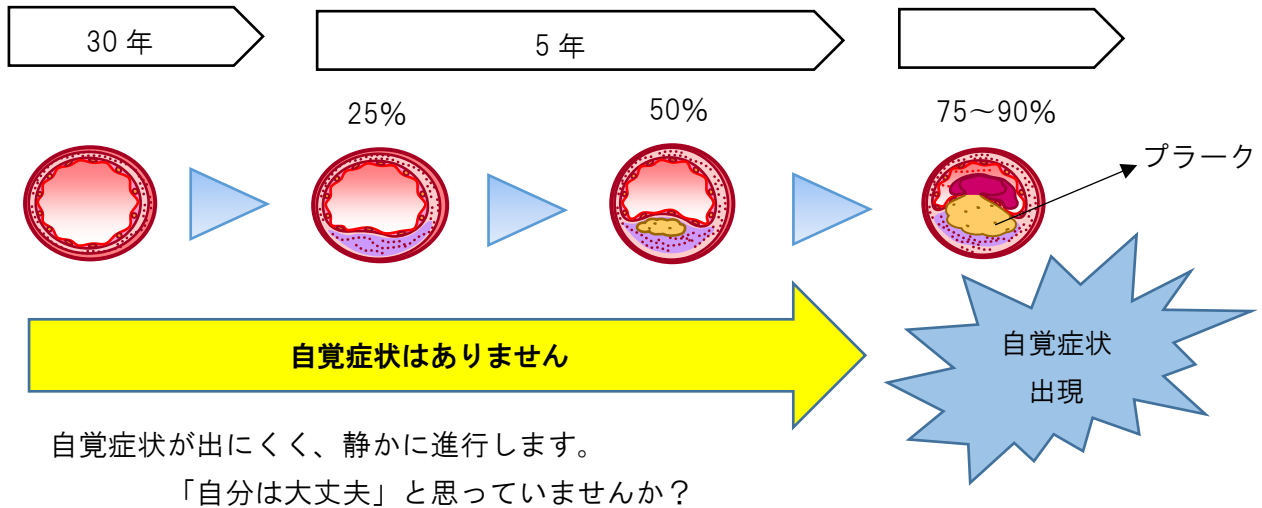 30 年
5 年
25%
50%
75～90%
プラーク
自覚症状はありません
自覚症状
出現
自覚症状が出にくく、静かに進行します。
「自分は大丈夫」と思っていませんか？